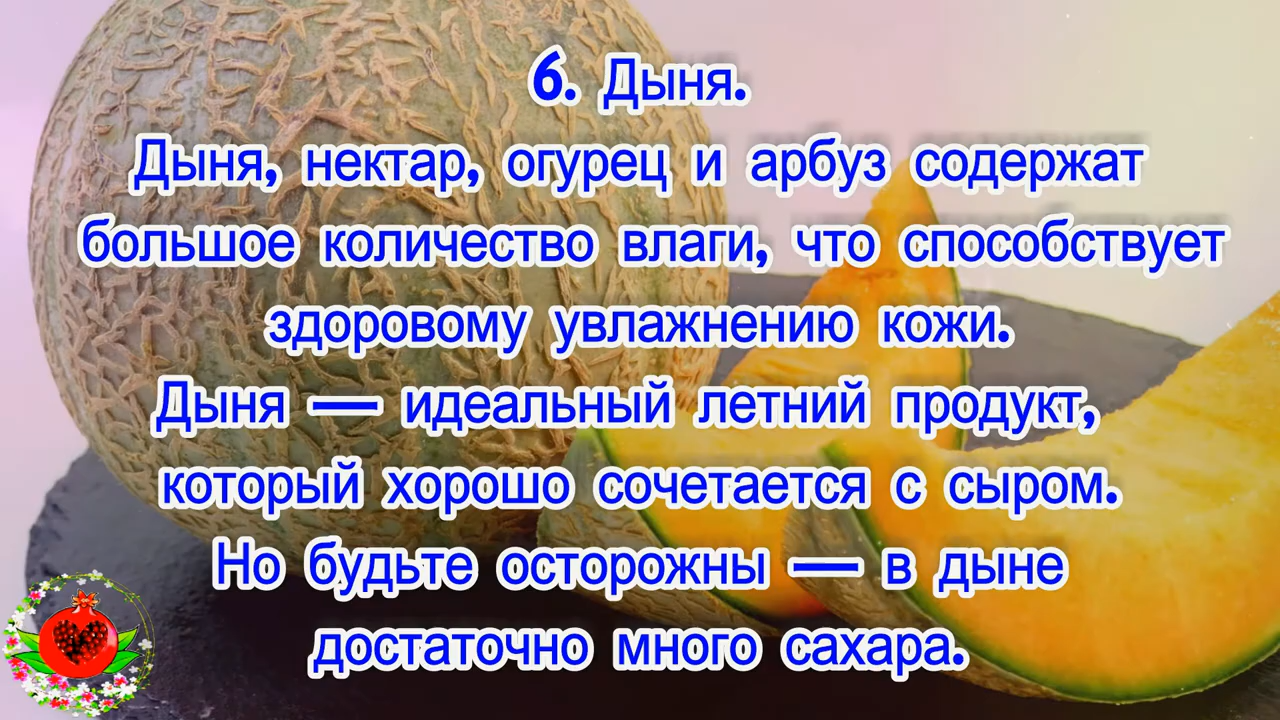 6. Дыня.
Дыня, нектар, огурец и арбуз содержат
большое количество влаги, что способствует
здоровому увлажнению кожи.
Дыня — идеальный летний продукт,
который хорошо сочетается с сыром.
Но будьте осторожны — в дыне
достаточно много сахара.